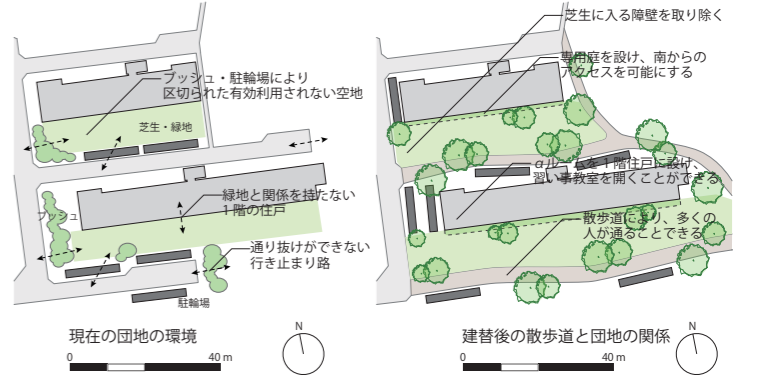 ブッシュ・駐輪場により
区切られた有効利用されない空地
芝生・緑地
ブッシュ
緑地と関係を持たない
1階の住戸
通り抜けができない
行き止まり路
駐輪場
現在の団地の環境
N
0
40 m
芝生に入る障壁を取り除く
専用庭を設け、南からの
アクセスを可能にする
αルームを1階住戸に設け、
習い事教室を開くことができる
散歩道により、多くの
人が通ることできる
建替後の散歩道と団地の関係
N
0
40 m